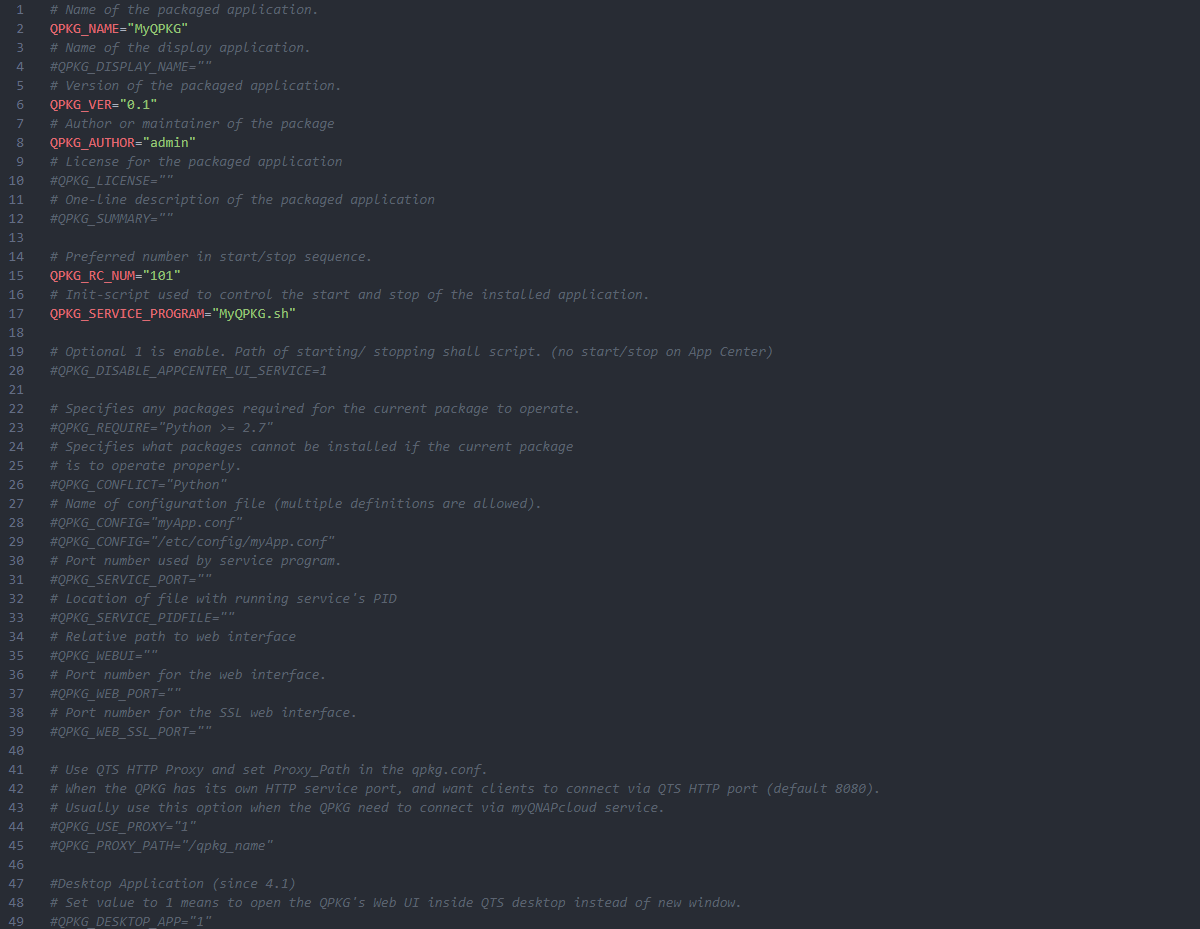 1 # Name of the packaged application.
2 QPKG_NAME="MyQPKG"
3 # Name of the display application.
4 #QPKG_DISPLAY_NAME=""
5 # Version of the packaged application.
6 QPKG_VER="0.1"
7 # Author or maintainer of the package
8 QPKG_AUTHOR="admin"
9 # License for the packaged application
10 #QPKG_LICENSE=""
11 # One-line description of the packaged application
12 #QPKG_SUMMARY=""
13
14 # Preferred number in start/stop sequence.
15 QPKG_RC_NUM="101"
16 # Init-script used to control the start and stop of the installed application.
17 QPKG_SERVICE_PROGRAM="MyQPKG.sh"
18
19 # Optional 1 is enable. Path of starting/ stopping shall script. (no start/stop on App Center)
20 #QPKG_DISABLE_APPCENTER_UI_SERVICE=1
21
22 # Specifies any packages required for the current package to operate.
23 #QPKG_REQUIRE="Python >= 2.7"
24 # Specifies what packages cannot be installed if the current package
25 # is to operate properly.
26 #QPKG_CONFLICT="Python"
27 # Name of configuration file (multiple definitions are allowed).
28 #QPKG_CONFIG="myApp.conf"
29 #QPKG_CONFIG="/etc/config/myApp.conf"
30 # Port number used by service program.
31 #QPKG_SERVICE_PORT=""
32 # Location of file with running service's PID
33 #QPKG_SERVICE_PIDFILE=""
34 # Relative path to web interface
35 #QPKG_WEBUI=""
36 # Port number for the web interface.
37 #QPKG_WEB_PORT=""
38 # Port number for the SSL web interface.
39 #QPKG_WEB_SSL_PORT=""
40
41 # Use QTS HTTP Proxy and set Proxy_Path in the qpkg.conf.
42 # When the QPKG has its own HTTP service port, and want clients to connect via QTS HTTP port (default 8080).
43 # Usually use this option when the QPKG need to connect via myQNAPcloud service.
44 #QPKG_USE_PROXY="1"
45 #QPKG_PROXY_PATH="/qpkg_name"
46
47 #Desktop Application (since 4.1)
48 # Set value to 1 means to open the QPKG's Web UI inside QTS desktop instead of new window.
49 #QPKG_DESKTOP_APP="1"